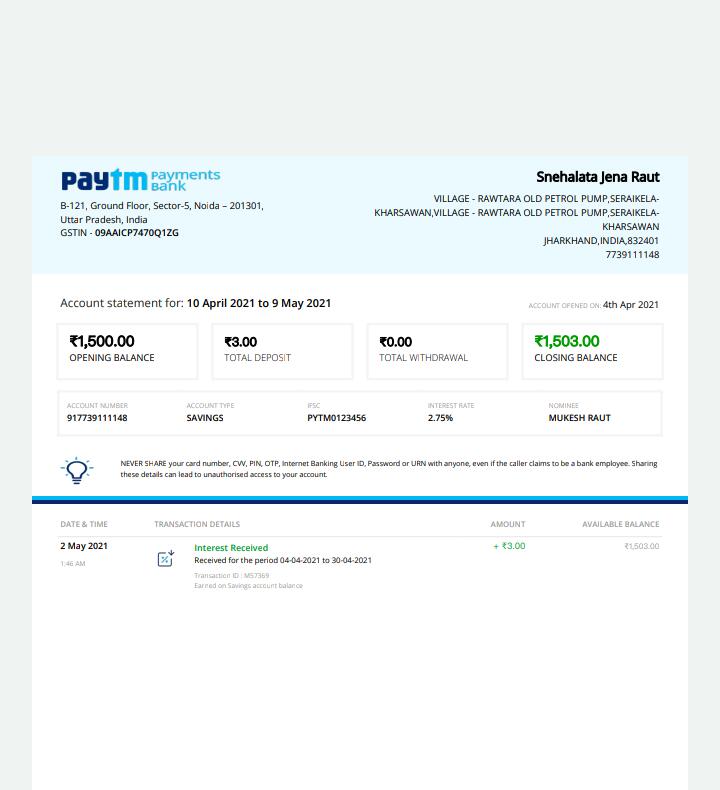 Paytm Payments Bank
B-121, Ground Floor, Sector-5, Noida – 201301,
Uttar Pradesh, India
GSTIN - 09AAICP7470Q1ZG
Snehalata Jena Raut
VILLAGE - RAWTARA OLD PETROL PUMP,SERAIKELA-
KHARSAWAN,VILLAGE - RAWTARA OLD PETROL PUMP,SERAIKELA-
KHARSAWAN
JHARKHAND,INDIA,832401
7739111148
Account statement for: 10 April 2021 to 9 May 2021
ACCOUNT OPENED ON: 4th Apr 2021
₹1,500.00 ₹3.00 ₹0.00 ₹1,503.00
OPENING BALANCE TOTAL DEPOSIT TOTAL WITHDRAWAL CLOSING BALANCE
ACCOUNT NUMBER ACCOUNT TYPE IFSC INTEREST RATE NOMINEE
917739111148 SAVINGS PYTM0123456 2.75% MUKESH RAUT
NEVER SHARE your card number, CVV, PIN, OTP, Internet Banking User ID, Password or URN with anyone, even if the caller claims to be a bank employee. Sharing
these details can lead to unauthorised access to your account.
DATE & TIME TRANSACTION DETAILS AMOUNT AVAILABLE BALANCE
2 May 2021 Interest Received + ₹3.00 ₹1,503.00
Received for the period 04-04-2021 to 30-04-2021
1:46 AM
Transaction ID : M57369
Earned on Savings account balance